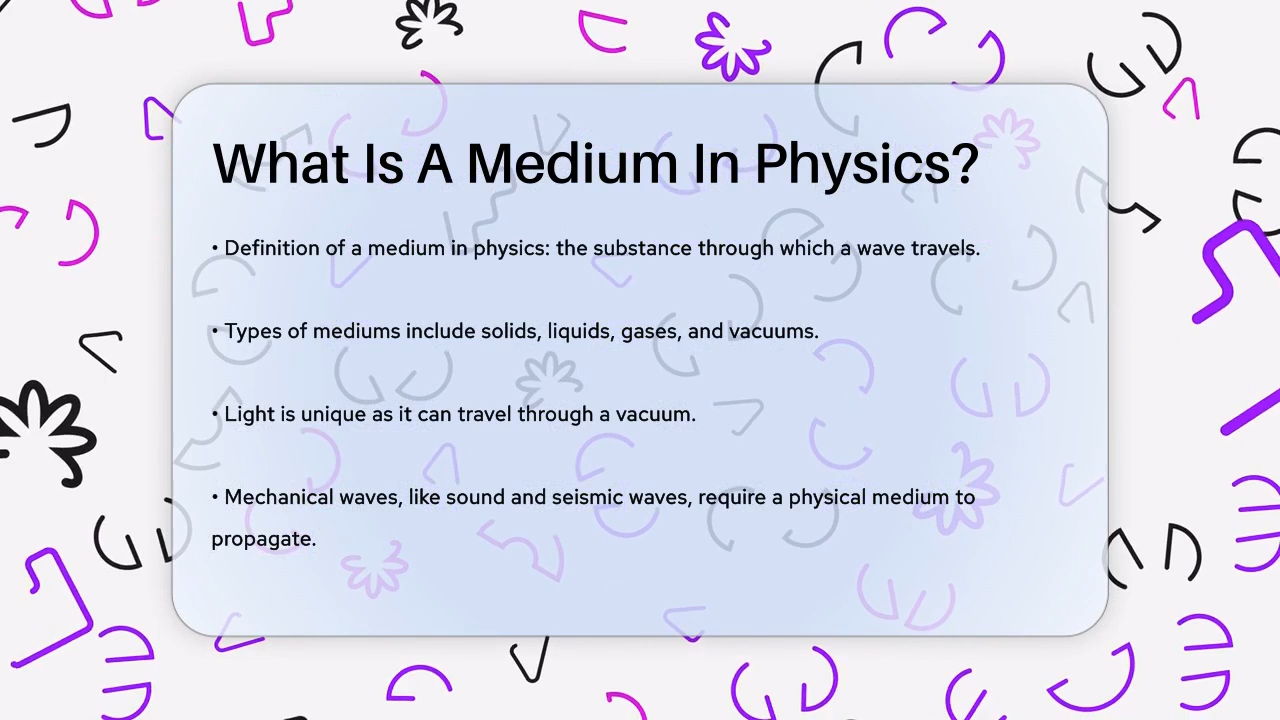 What Is A Medium In Physics?
• Definition of a medium in physics: the substance through which a wave travels.
• Types of mediums include solids, liquids, gases, and vacuums.
• Light is unique as it can travel through a vacuum.
• Mechanical waves, like sound and seismic waves, require a physical medium to
propagate.